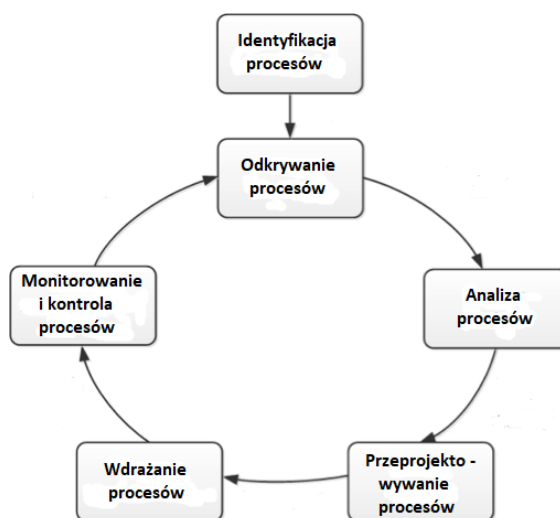 Identyfikacja
procesów
Odkrywanie
procesów
Monitorowanie
i kontrola
procesów
Analiza
procesów
Wdrażanie
procesów
Przeprojekto -
wywanie
procesów